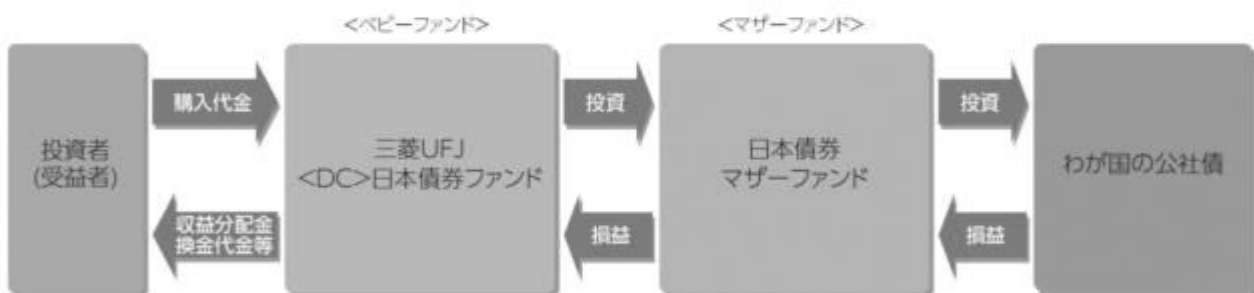 <ベビーファンド>
<マザーファンド>
購入代金
投資
投資
投資者
(受益者)
三菱UFJ
<DC>日本債券ファンド
日本債券
マザーファンド
わが国の公社債
収益分配金
換金代金等
損益
損益